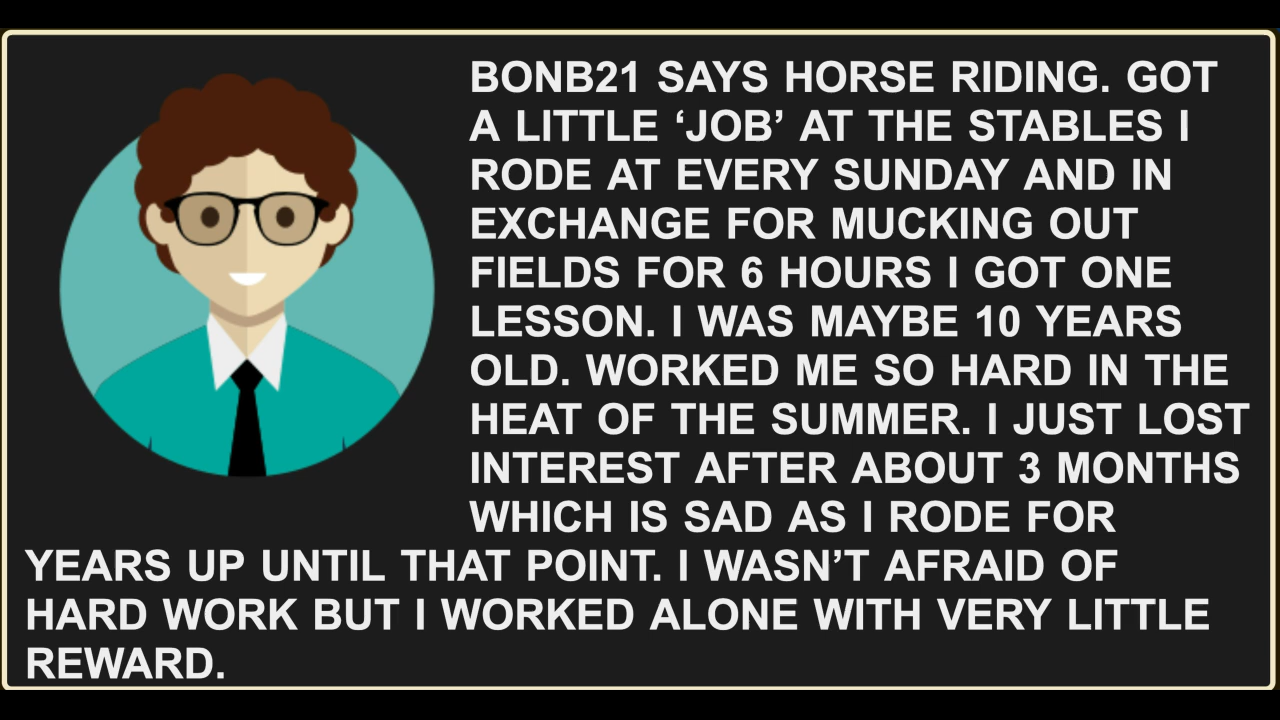 BONB21 SAYS HORSE RIDING. GOT
A LITTLE ‘JOB’ AT THE STABLES I
RODE AT EVERY SUNDAY AND IN
EXCHANGE FOR MUCKING OUT
FIELDS FOR 6 HOURS I GOT ONE
LESSON. I WAS MAYBE 10 YEARS
OLD. WORKED ME SO HARD IN THE
HEAT OF THE SUMMER. I JUST LOST
INTEREST AFTER ABOUT 3 MONTHS
WHICH IS SAD AS I RODE FOR
YEARS UP UNTIL THAT POINT. I WASN’T AFRAID OF
HARD WORK BUT I WORKED ALONE WITH VERY LITTLE
REWARD.